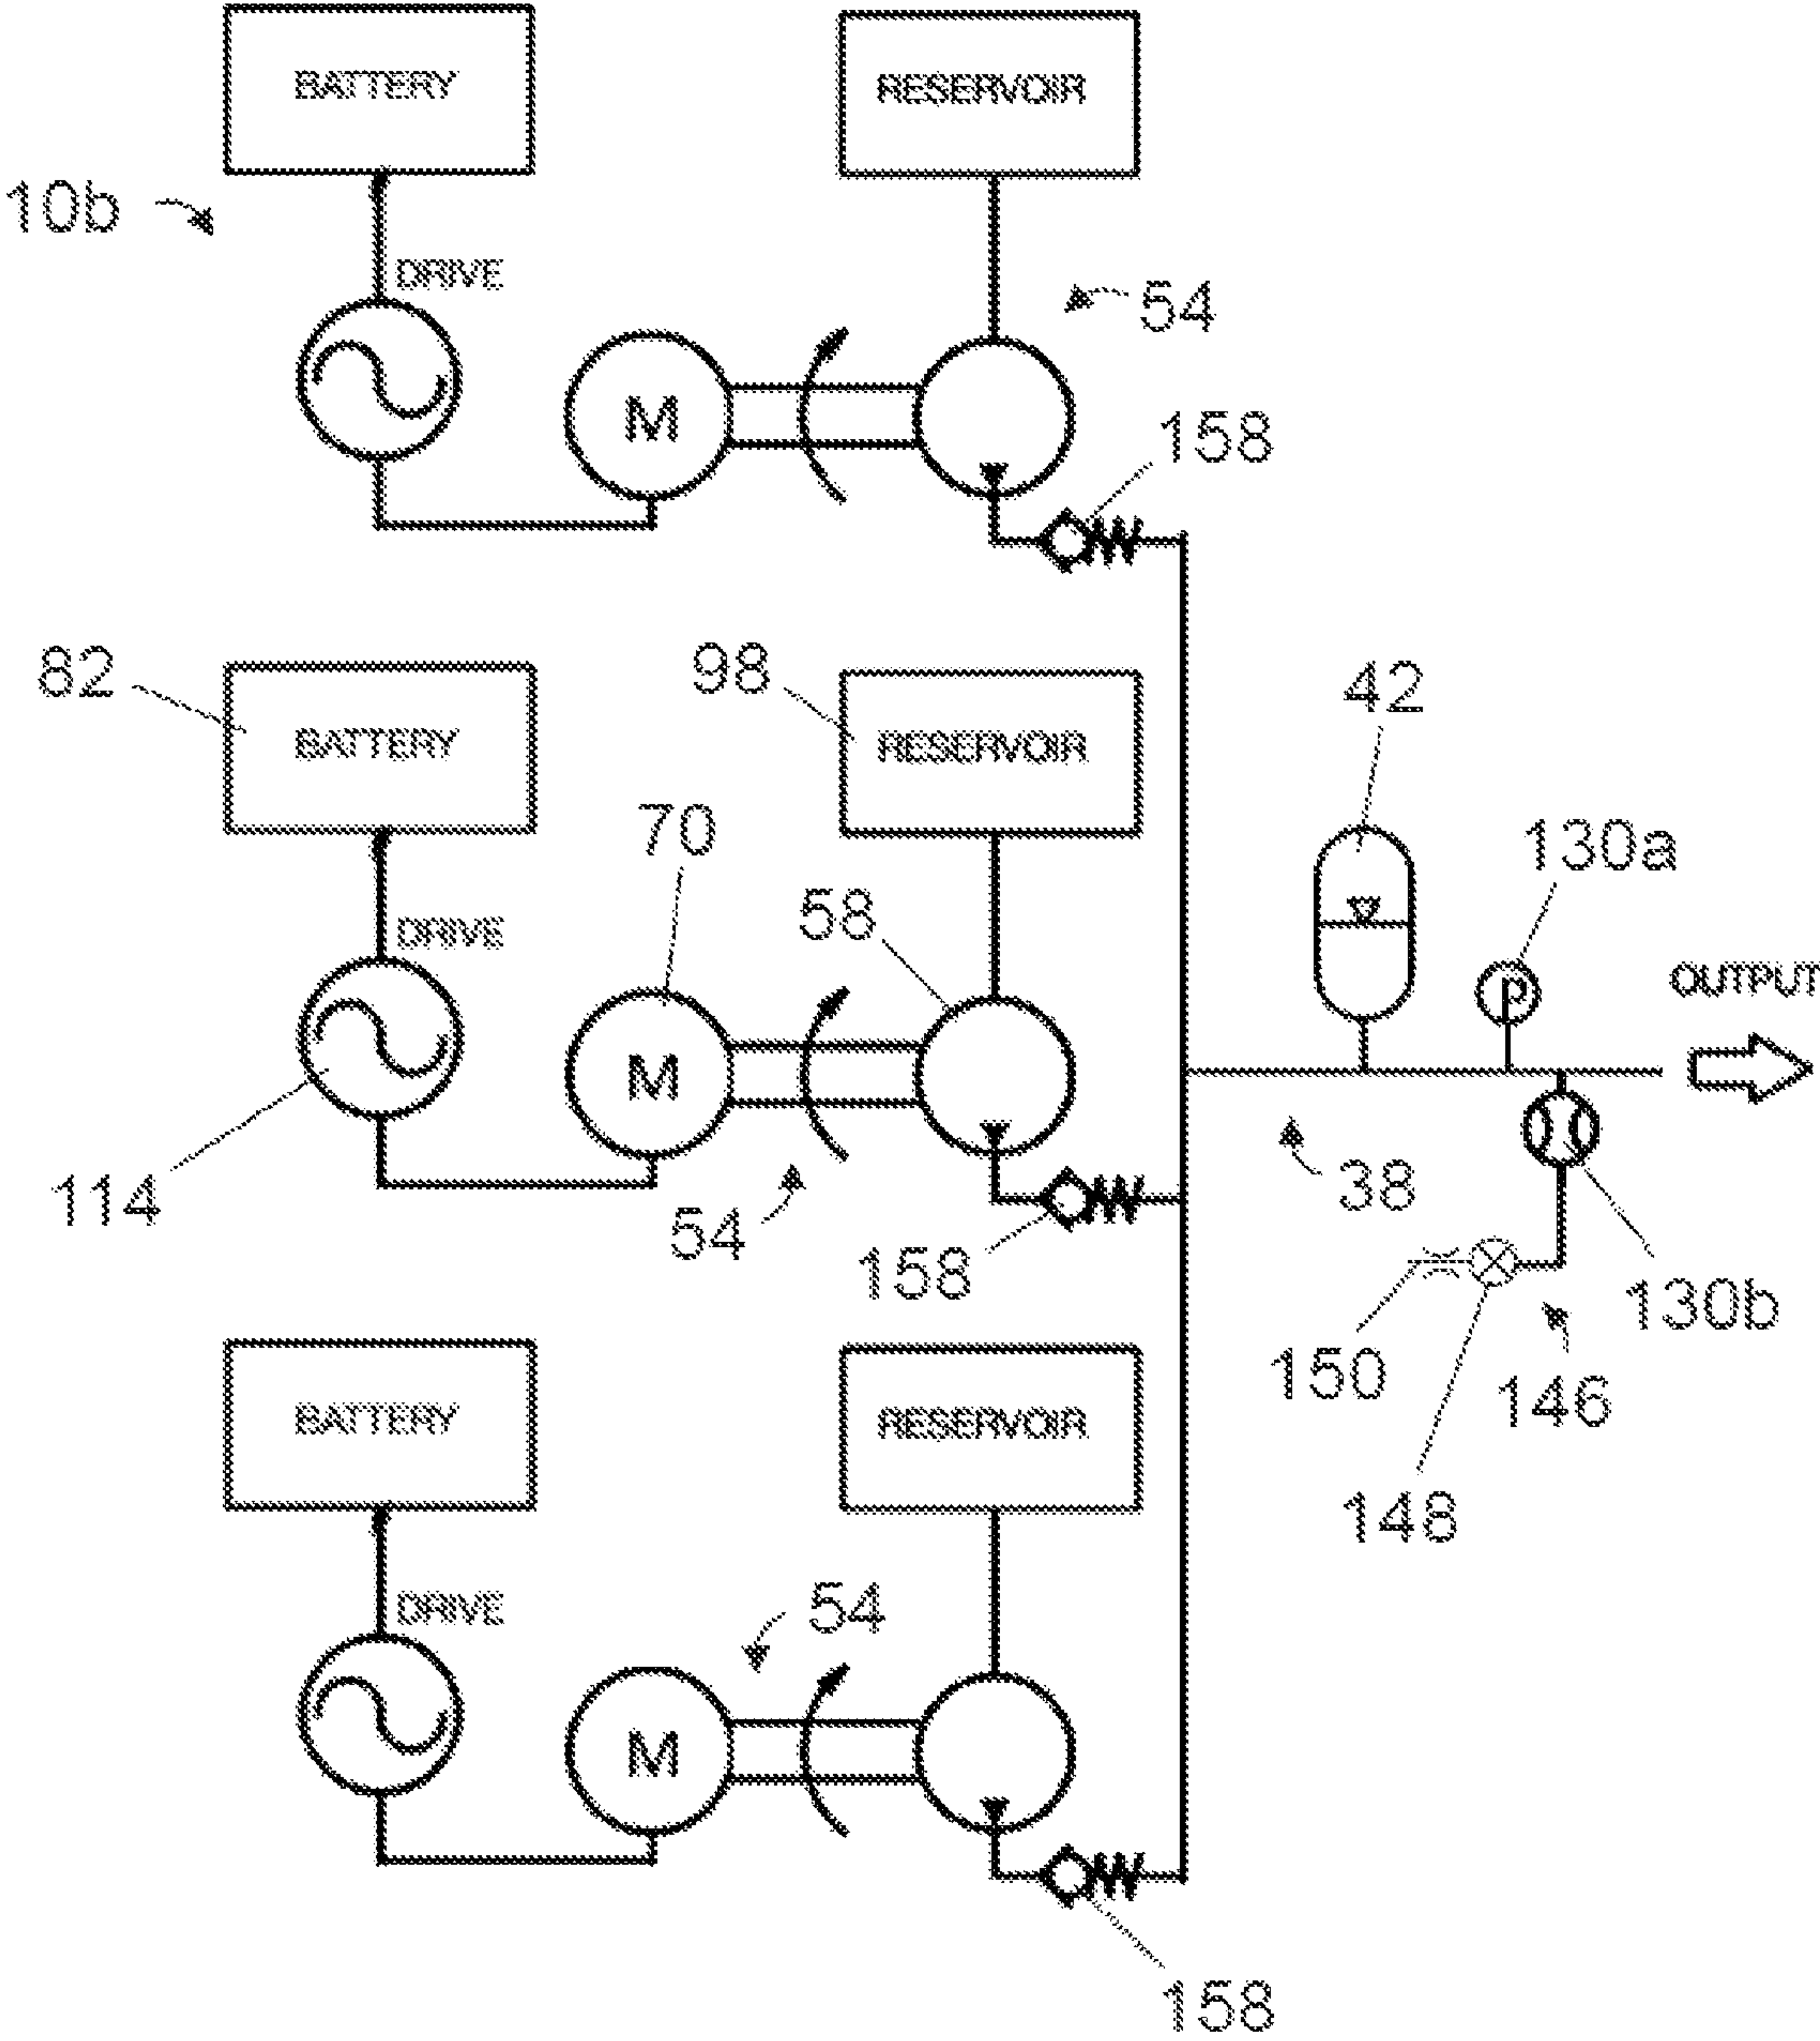 BATTERY
RESERVOIR
10b
DRIVE
54
M
158
82
BATTERY
98
RESERVOIR
42
70
130a
58
DRIVE
OUTPUT
M
114
54
158
38
130b
150
146
148
BATTERY
RESERVOIR
DRIVE
54
M
158